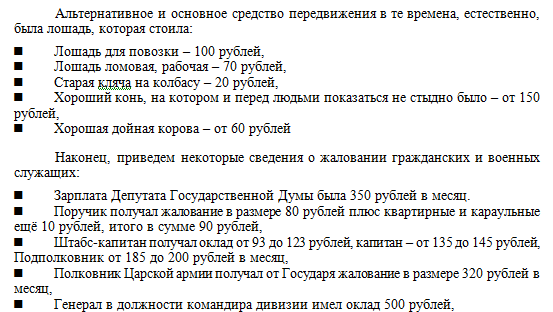 Альтернативное и основное средство передвижения в те времена, естественно,
была лошадь, которая стоила:
■ Лошадь для повозки – 100 рублей,
■ Лошадь ломовая, рабочая – 70 рублей,
■ Старая кляча на колбасу – 20 рублей,
■ Хороший конь, на котором и перед людьми показаться не стыдно было – от 150
рублей,
■ Хорошая дойная корова – от 60 рублей
Наконец, приведем некоторые сведения о жаловании гражданских и военных
служащих:
■ Зарплата Депутата Государственной Думы была 350 рублей в месяц.
■ Поручик получал жалование в размере 80 рублей плюс квартирные и караульные
ещё 10 рублей, итого в сумме 90 рублей,
■ Штабс-капитан получал оклад от 93 до 123 рублей, капитан – от 135 до 145 рублей,
Подполковник от 185 до 200 рублей в месяц,
■ Полковник Царской армии получал от Государя жалование в размере 320 рублей в
месяц,
■ Генерал в должности командира дивизии имел оклад 500 рублей,